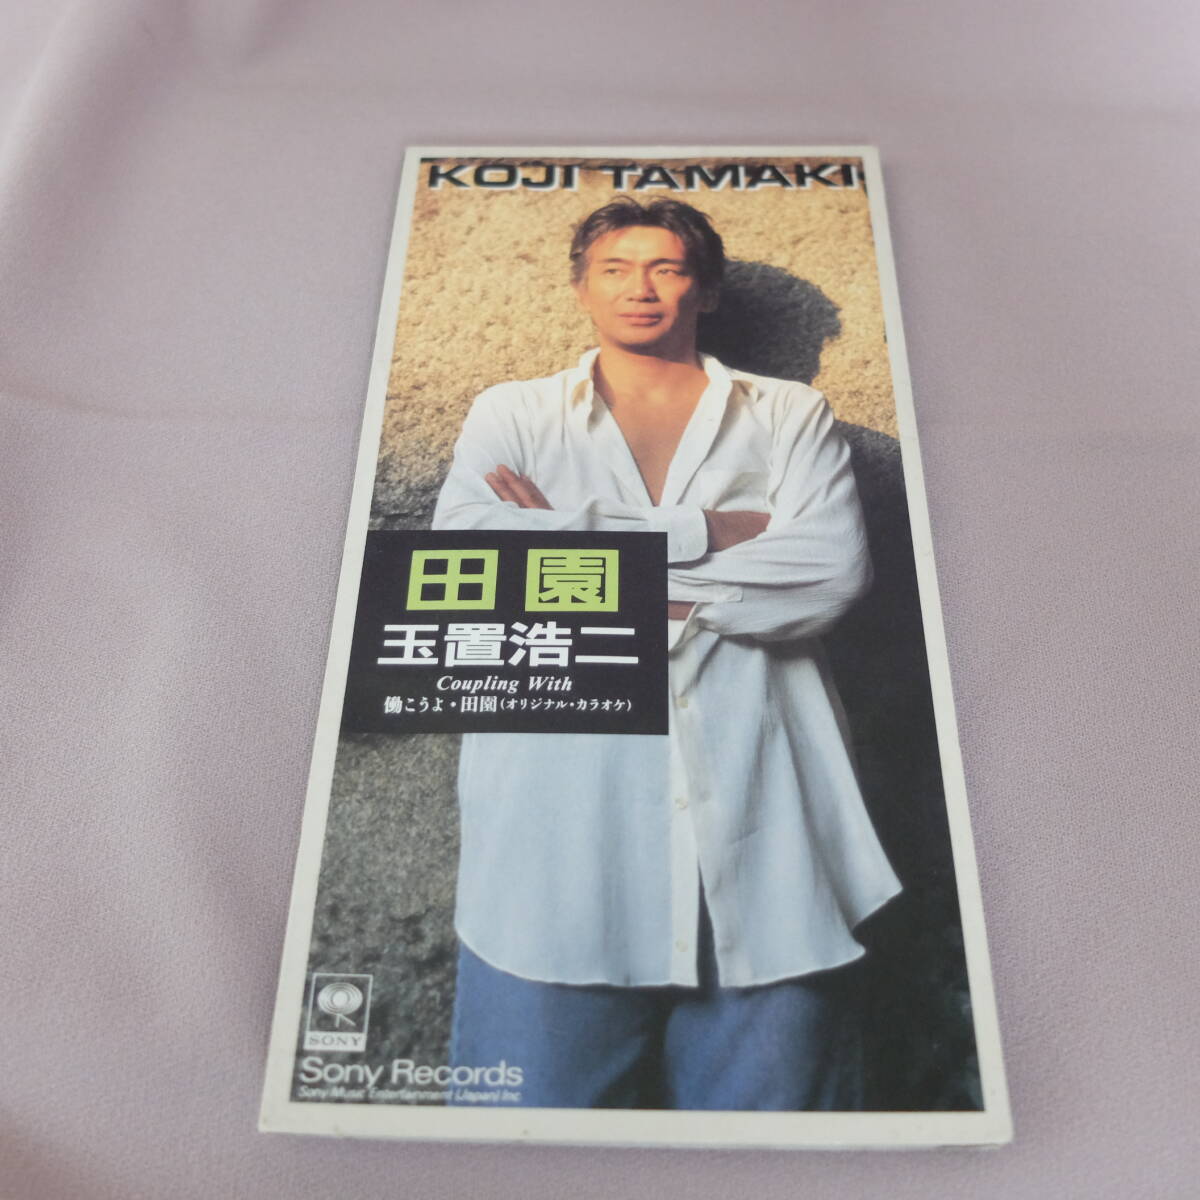 KOJI TAMAKI
田園
玉置浩二
Coupling With
働こうよ・田園(オリジナル・カラオケ)
SONY
Sony Records
Sony Music Entertainment (Japan) Inc.